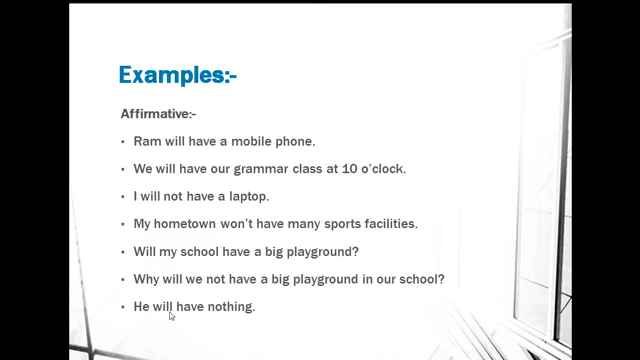 Examples:-
Affirmative:-
• Ram will have a mobile phone.
• We will have our grammar class at 10 o'clock.
• I will not have a laptop.
• My hometown won't have many sports facilities.
• Will my school have a big playground?
• Why will we not have a big playground in our school?
• He will have nothing.